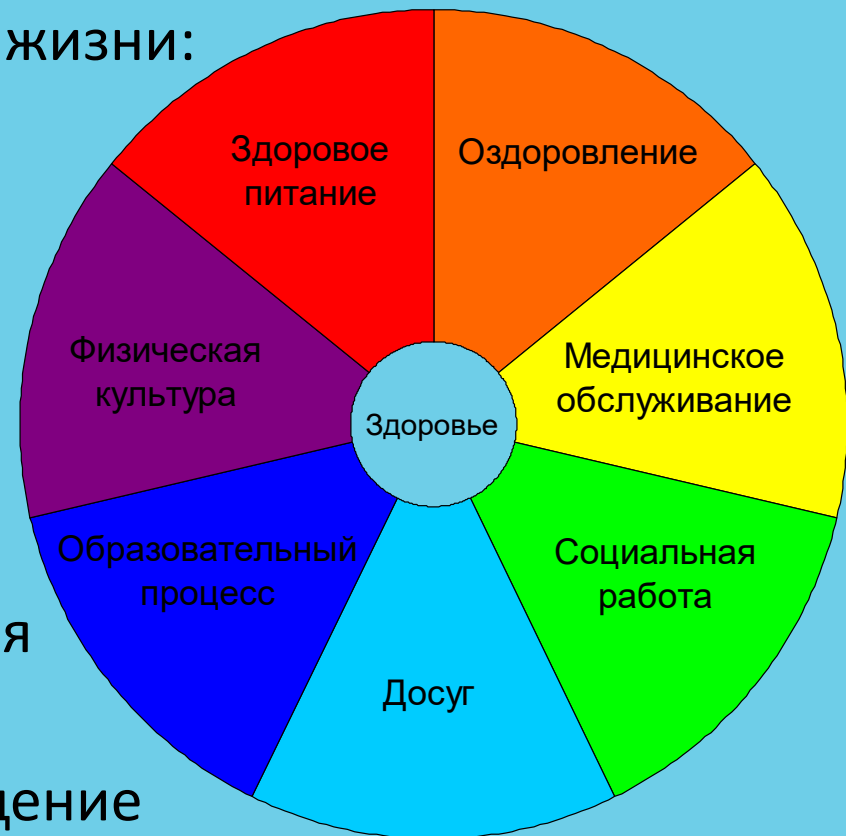 жизни:
Здоровое
питание
Оздоровление
Физическая
культура
Медицинское
обслуживание
Здоровье
Образовательный
процесс
Социальная
работа
я
Досуг
дение